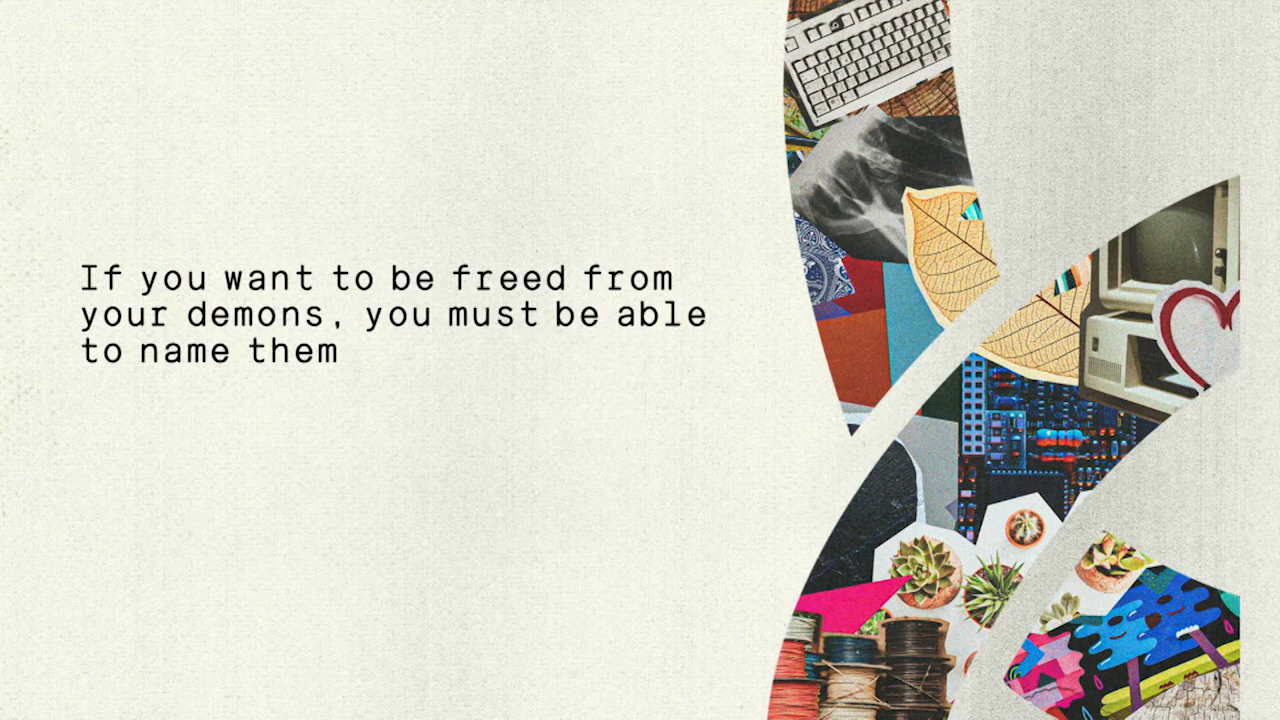 If you want to be freed from
your demons, you must be able
to name them